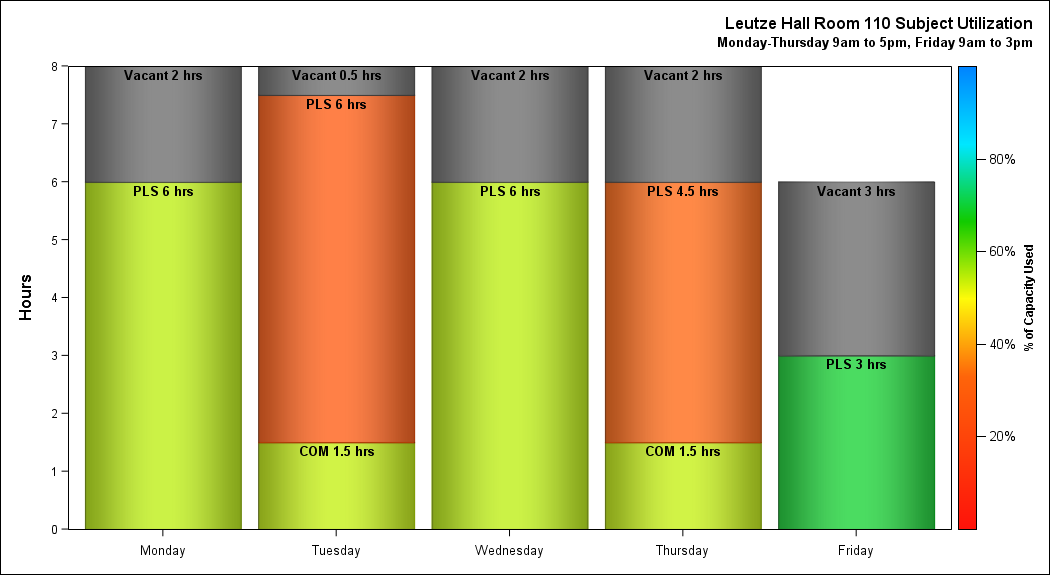 Leutze Hall Room 110 Subject Utilization
Monday-Thursday 9am to 5pm, Friday 9am to 3pm
Hours
8
7
6
5
4
3
2
1
0
Vacant 2 hrs
PLS 6 hrs
Vacant 0.5 hrs
PLS 6 hrs
COM 1.5 hrs
Vacant 2 hrs
PLS 6 hrs
Vacant 2 hrs
PLS 4.5 hrs
COM 1.5 hrs
Vacant 3 hrs
PLS 3 hrs
Monday
Tuesday
Wednesday
Thursday
Friday
80%
60%
40%
20%
% of Capacity Used